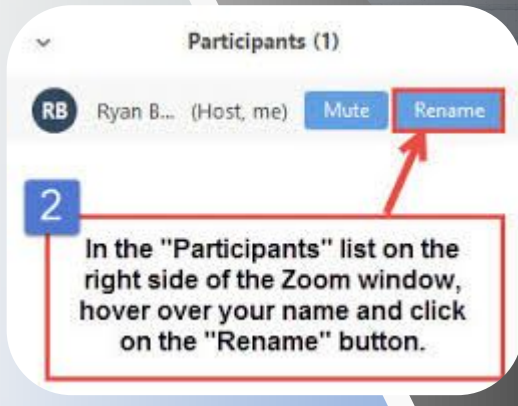 Participants (1)
RB Ryan B... (Host, me) Mute Rename
2
In the "Participants" list on the
right side of the Zoom window,
hover over your name and click
on the "Rename" button.